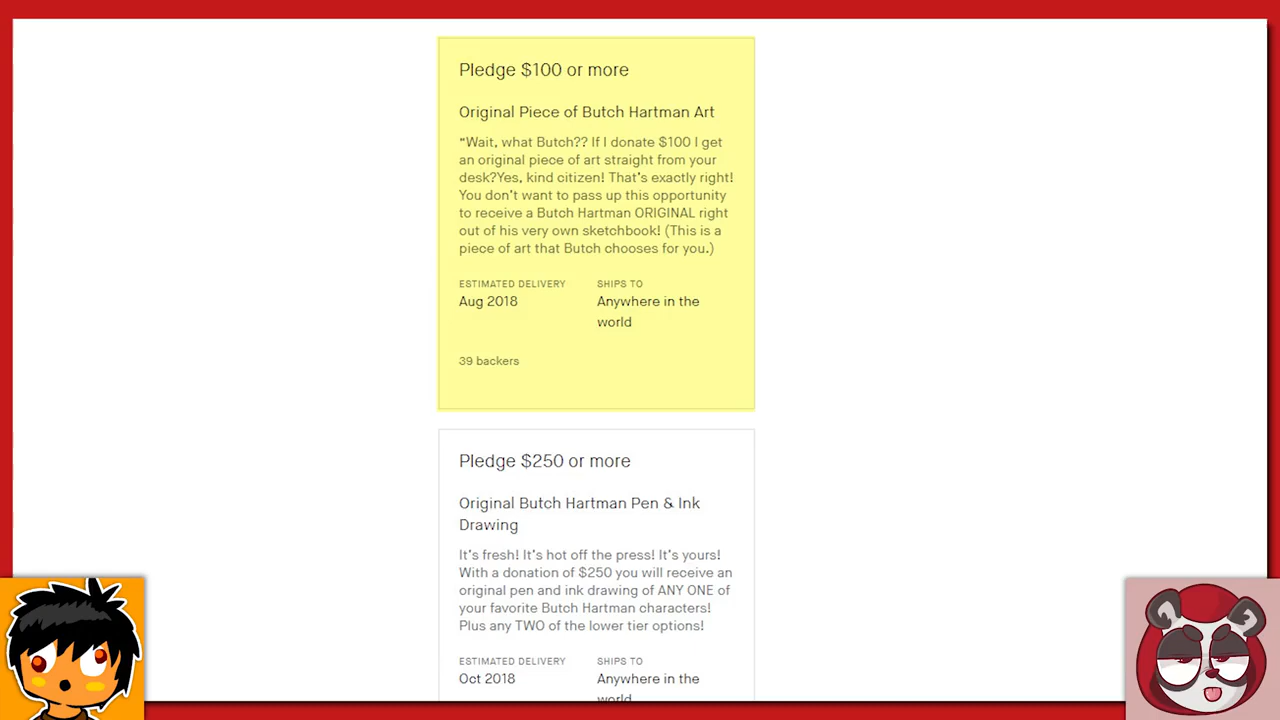 Pledge $100 or more
Original Piece of Butch Hartman Art
“Wait, what Butch?? If I donate $100 I get
an original piece of art straight from your
desk?Yes, kind citizen! That’s exactly right!
You don’t want to pass up this opportunity
to receive a Butch Hartman ORIGINAL right
out of his very own sketchbook! (This is a
piece of art that Butch chooses for you.)
ESTIMATED DELIVERY SHIPS TO
Aug 2018 Anywhere in the
world
39 backers
Pledge $250 or more
Original Butch Hartman Pen & Ink
Drawing
It’s fresh! It’s hot off the press! It’s yours!
With a donation of $250 you will receive an
original pen and ink drawing of ANY ONE of
your favorite Butch Hartman characters!
Plus any TWO of the lower tier options!
ESTIMATED DELIVERY SHIPS TO
Oct 2018 Anywhere in the
world